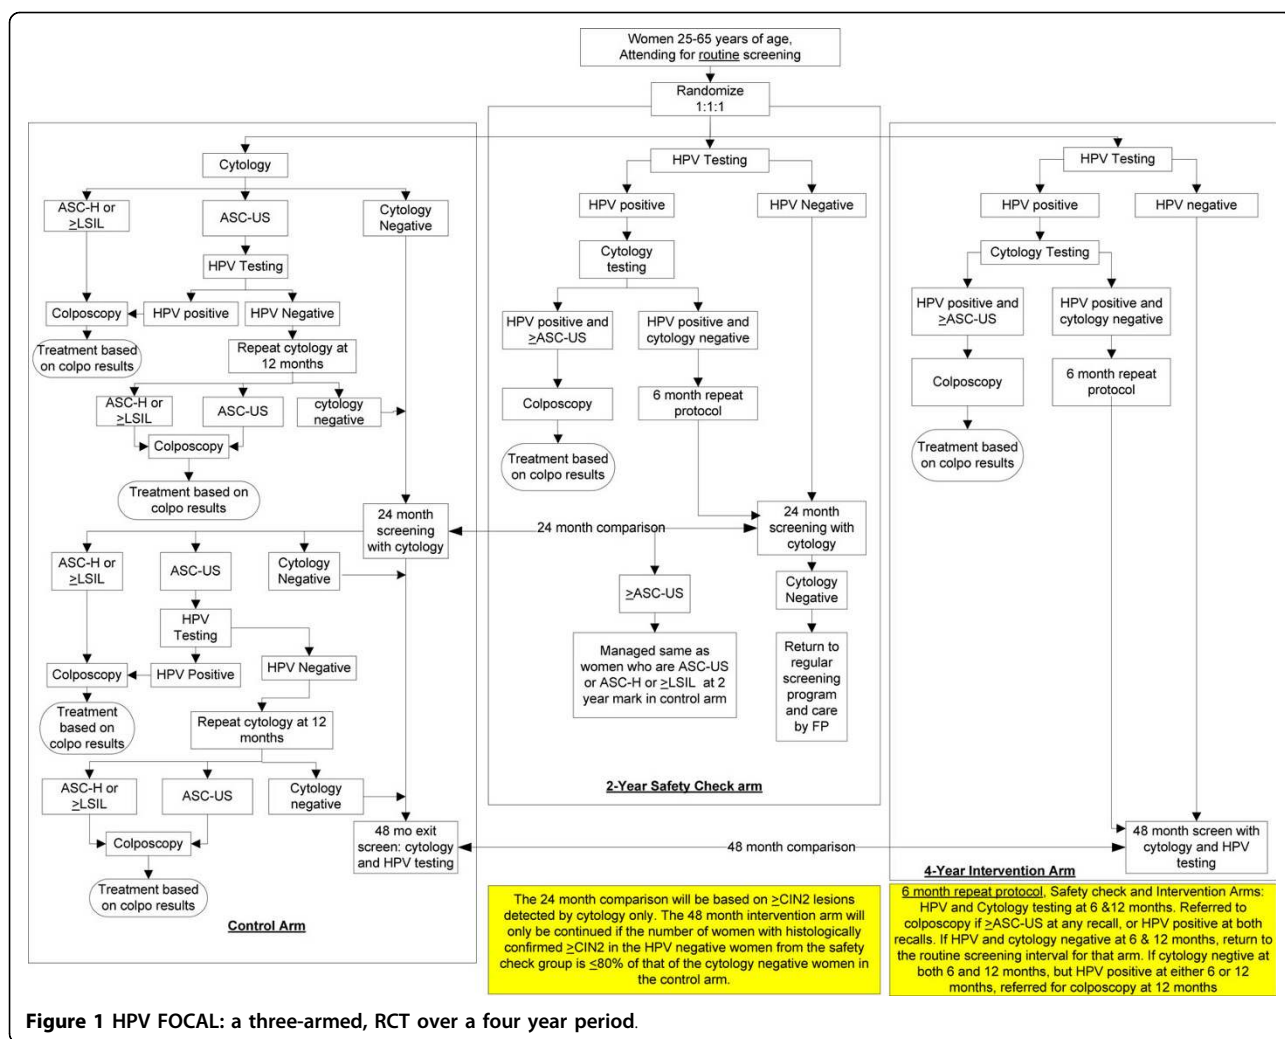 Women 25-65 years of age,
Attending for routine screening
Randomize
1:1:1
Cytology
ASC-H or
≥LSIL
ASC-US
Cytology
Negative
HPV Testing
Colposcopy
HPV positive
HPV Negative
Treatment based
on colpo results
Repeat cytology at
12 months
ASC-H or
≥LSIL
ASC-US
cytology
negative
Colposcopy
Treatment based on
colpo results
24 month
screening
with cytology
ASC-H or
≥LSIL
ASC-US
Cytology
Negative
HPV
Testing
Colposcopy
HPV Positive
HPV Negative
Treatment
based on
colpo results
Repeat cytology at 12
months
ASC-H or
≥LSIL
ASC-US
Cytology
negative
Colposcopy
Treatment based on
colpo results
48 mo exit
screen: cytology
and HPV testing
Control Arm
HPV Testing
HPV positive
HPV Negative
Cytology
testing
HPV positive and
≥ASC-US
HPV positive and
cytology negative
Colposcopy
6 month repeat
protocol
Treatment based
on colpo results
24 month comparison
24 month
screening with
cytology
≥ASC-US
Cytology
Negative
Managed same as
women who are ASC-US
or ASC-H or ≥LSIL at 2
year mark in control arm
Return to
regular
screening
program
and care
by FP
2-Year Safety Check arm
48 month comparison
HPV Testing
HPV positive
HPV negative
Cytology Testing
HPV positive and
≥ASC-US
HPV positive and
cytology negative
Colposcopy
6 month repeat
protocol
Treatment based
on colpo results
48 month screen with
cytology and HPV
testing
4-Year Intervention Arm
The 24 month comparison will be based on ≥CIN2 lesions
detected by cytology only. The 48 month intervention arm will
only be continued if the number of women with histologically
confirmed ≥CIN2 in the HPV negative women from the safety
check group is ≤80% of that of the cytology negative women in
the control arm.
6 month repeat protocol, Safety check and Intervention Arms:
HPV and Cytology testing at 6 &12 months. Referred to
colposcopy if ≥ASC-US at any recall, or HPV positive at both
recalls. If HPV and cytology negative at 6 & 12 months, return to
the routine screening interval for that arm. If cytology negtive at
both 6 and 12 months, but HPV positive at either 6 or 12
months, referred for colposcopy at 12 months
Figure 1 HPV FOCAL: a three-armed, RCT over a four year period.